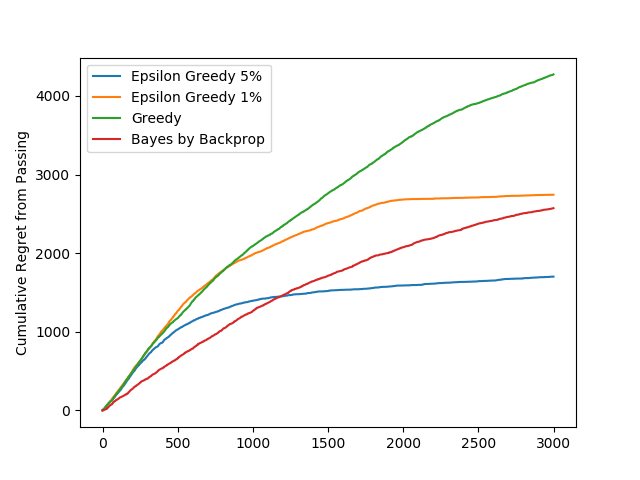 Epsilon Greedy 5%
Epsilon Greedy 1%
Greedy
Bayes by Backprop
Cumulative Regret from Passing
4000
3000
2000
1000
0
0 500 1000 1500 2000 2500 3000